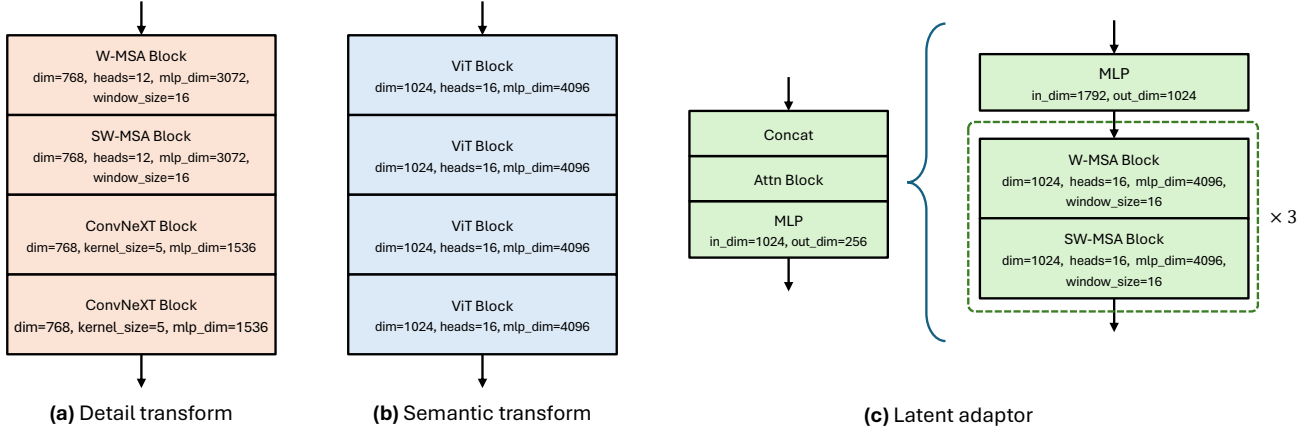 W-MSA Block
dim=768, heads=12, mlp_dim=3072,
window_size=16
SW-MSA Block
dim=768, heads=12, mlp_dim=3072,
window_size=16
ConvNeXT Block
dim=768, kernel_size=5, mlp_dim=1536
ConvNeXT Block
dim=768, kernel_size=5, mlp_dim=1536
(a) Detail transform
ViT Block
dim=1024, heads=16, mlp_dim=4096
ViT Block
dim=1024, heads=16, mlp_dim=4096
ViT Block
dim=1024, heads=16, mlp_dim=4096
ViT Block
dim=1024, heads=16, mlp_dim=4096
(b) Semantic transform
Concat
Attn Block
MLP
in_dim=1024, out_dim=256
MLP
in_dim=1792, out_dim=1024
W-MSA Block
dim=1024, heads=16, mlp_dim=4096,
window_size=16
SW-MSA Block
dim=1024, heads=16, mlp_dim=4096,
window_size=16
× 3
(c) Latent adaptor